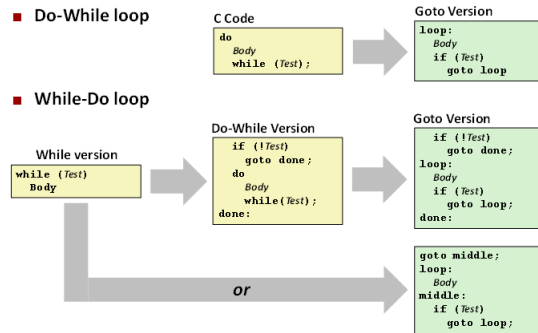 Do-While loop
C Code
do
Body
while (Test);
Goto Version
loop:
Body
if (Test)
goto loop
While-Do loop
While version
while (Test)
Body
Do-While Version
if (!Test)
goto done;
do
Body
while(Test);
done:
Goto Version
if (!Test)
goto done;
loop:
Body
if (Test)
goto loop;
done:
or
goto middle;
loop:
Body
middle:
if (Test)
goto loop;